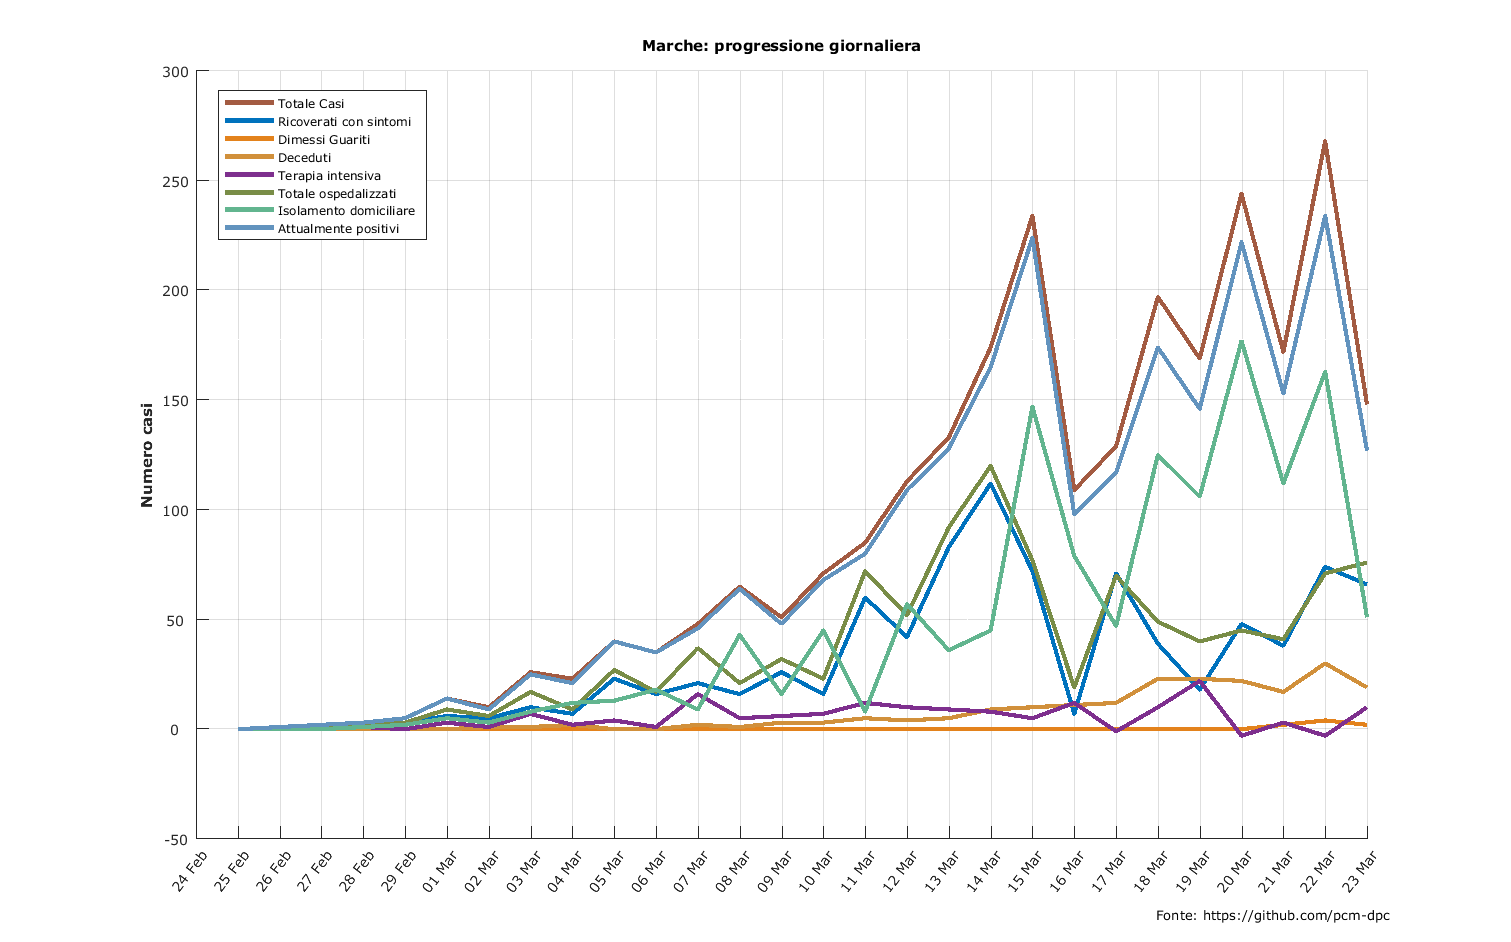 Marche: progressione giornaliera
300
250
200
150
100
50
0
-50
Numero casi
Totale Casi
Ricoverati con sintomi
Dimessi Guariti
Deceduti
Terapia intensiva
Totale ospedalizzati
Isolamento domiciliare
Attualmente positivi
24 Feb
25 Feb
26 Feb
27 Feb
28 Feb
29 Feb
01 Mar
02 Mar
03 Mar
04 Mar
05 Mar
06 Mar
07 Mar
08 Mar
09 Mar
10 Mar
11 Mar
12 Mar
13 Mar
14 Mar
15 Mar
16 Mar
17 Mar
18 Mar
19 Mar
20 Mar
21 Mar
22 Mar
23 Mar
Fonte: https://github.com/pcm-dpc